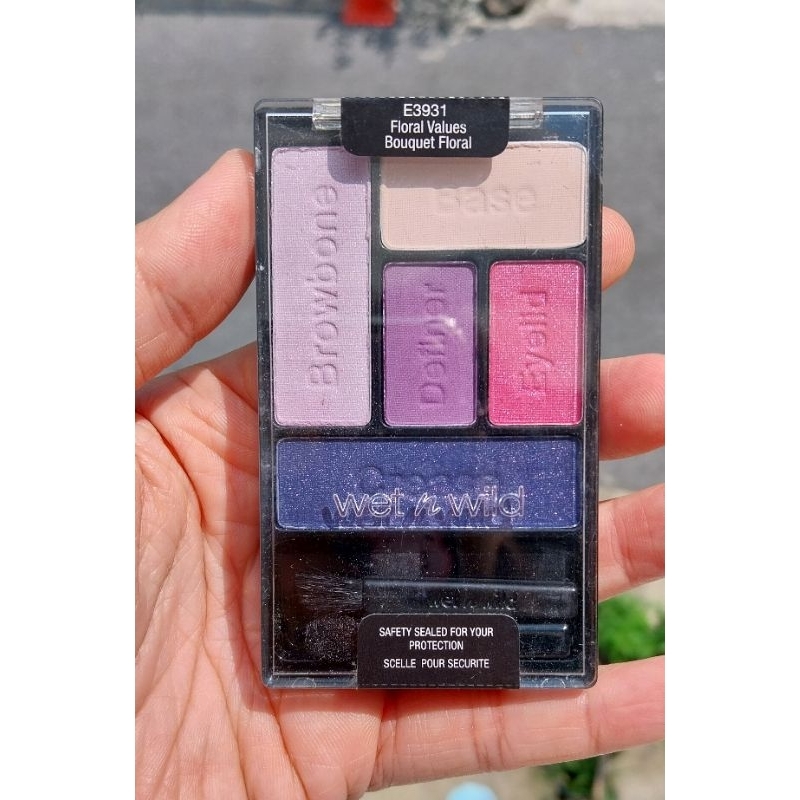 E3931
Floral Values
Bouquet Floral
Browbone
Base
Definer
Eyelid
Crease
wet n wild
wet n wild
SAFETY SEALED FOR YOUR
PROTECTION
SCELLE POUR SECURITE